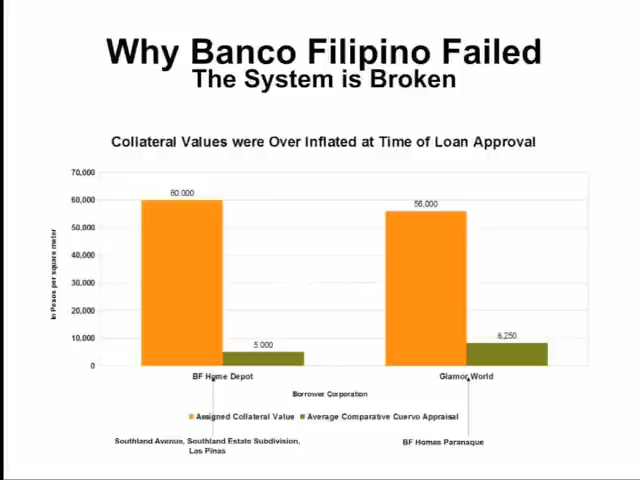 Why Banco Filipino Failed
The System is Broken
Collateral Values were Over Inflated at Time of Loan Approval
70,000
60,000
50,000
40,000
30,000
20,000
10,000
0
In Pesos per square meter
60,000
5,000
56,000
8,250
BF Home Depot
Glamor World
Borrower Corporation
Assigned Collateral Value
Average Comparative Cuervo Appraisal
Southland Avenue, Southland Estate Subdivision,
Las Pinas
BF Homes Paranaque